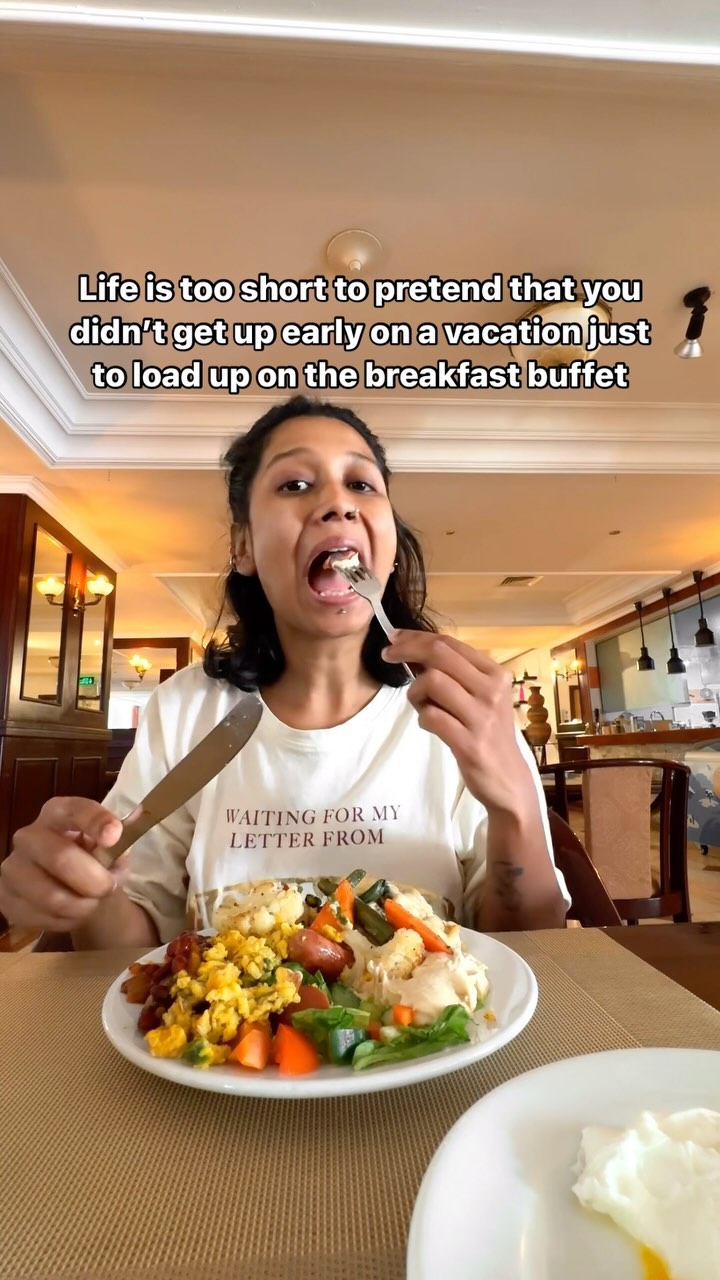 Life is too short to pretend that you
didn’t get up early on a vacation just
to load up on the breakfast buffet
WAITING FOR MY
LETTER FROM